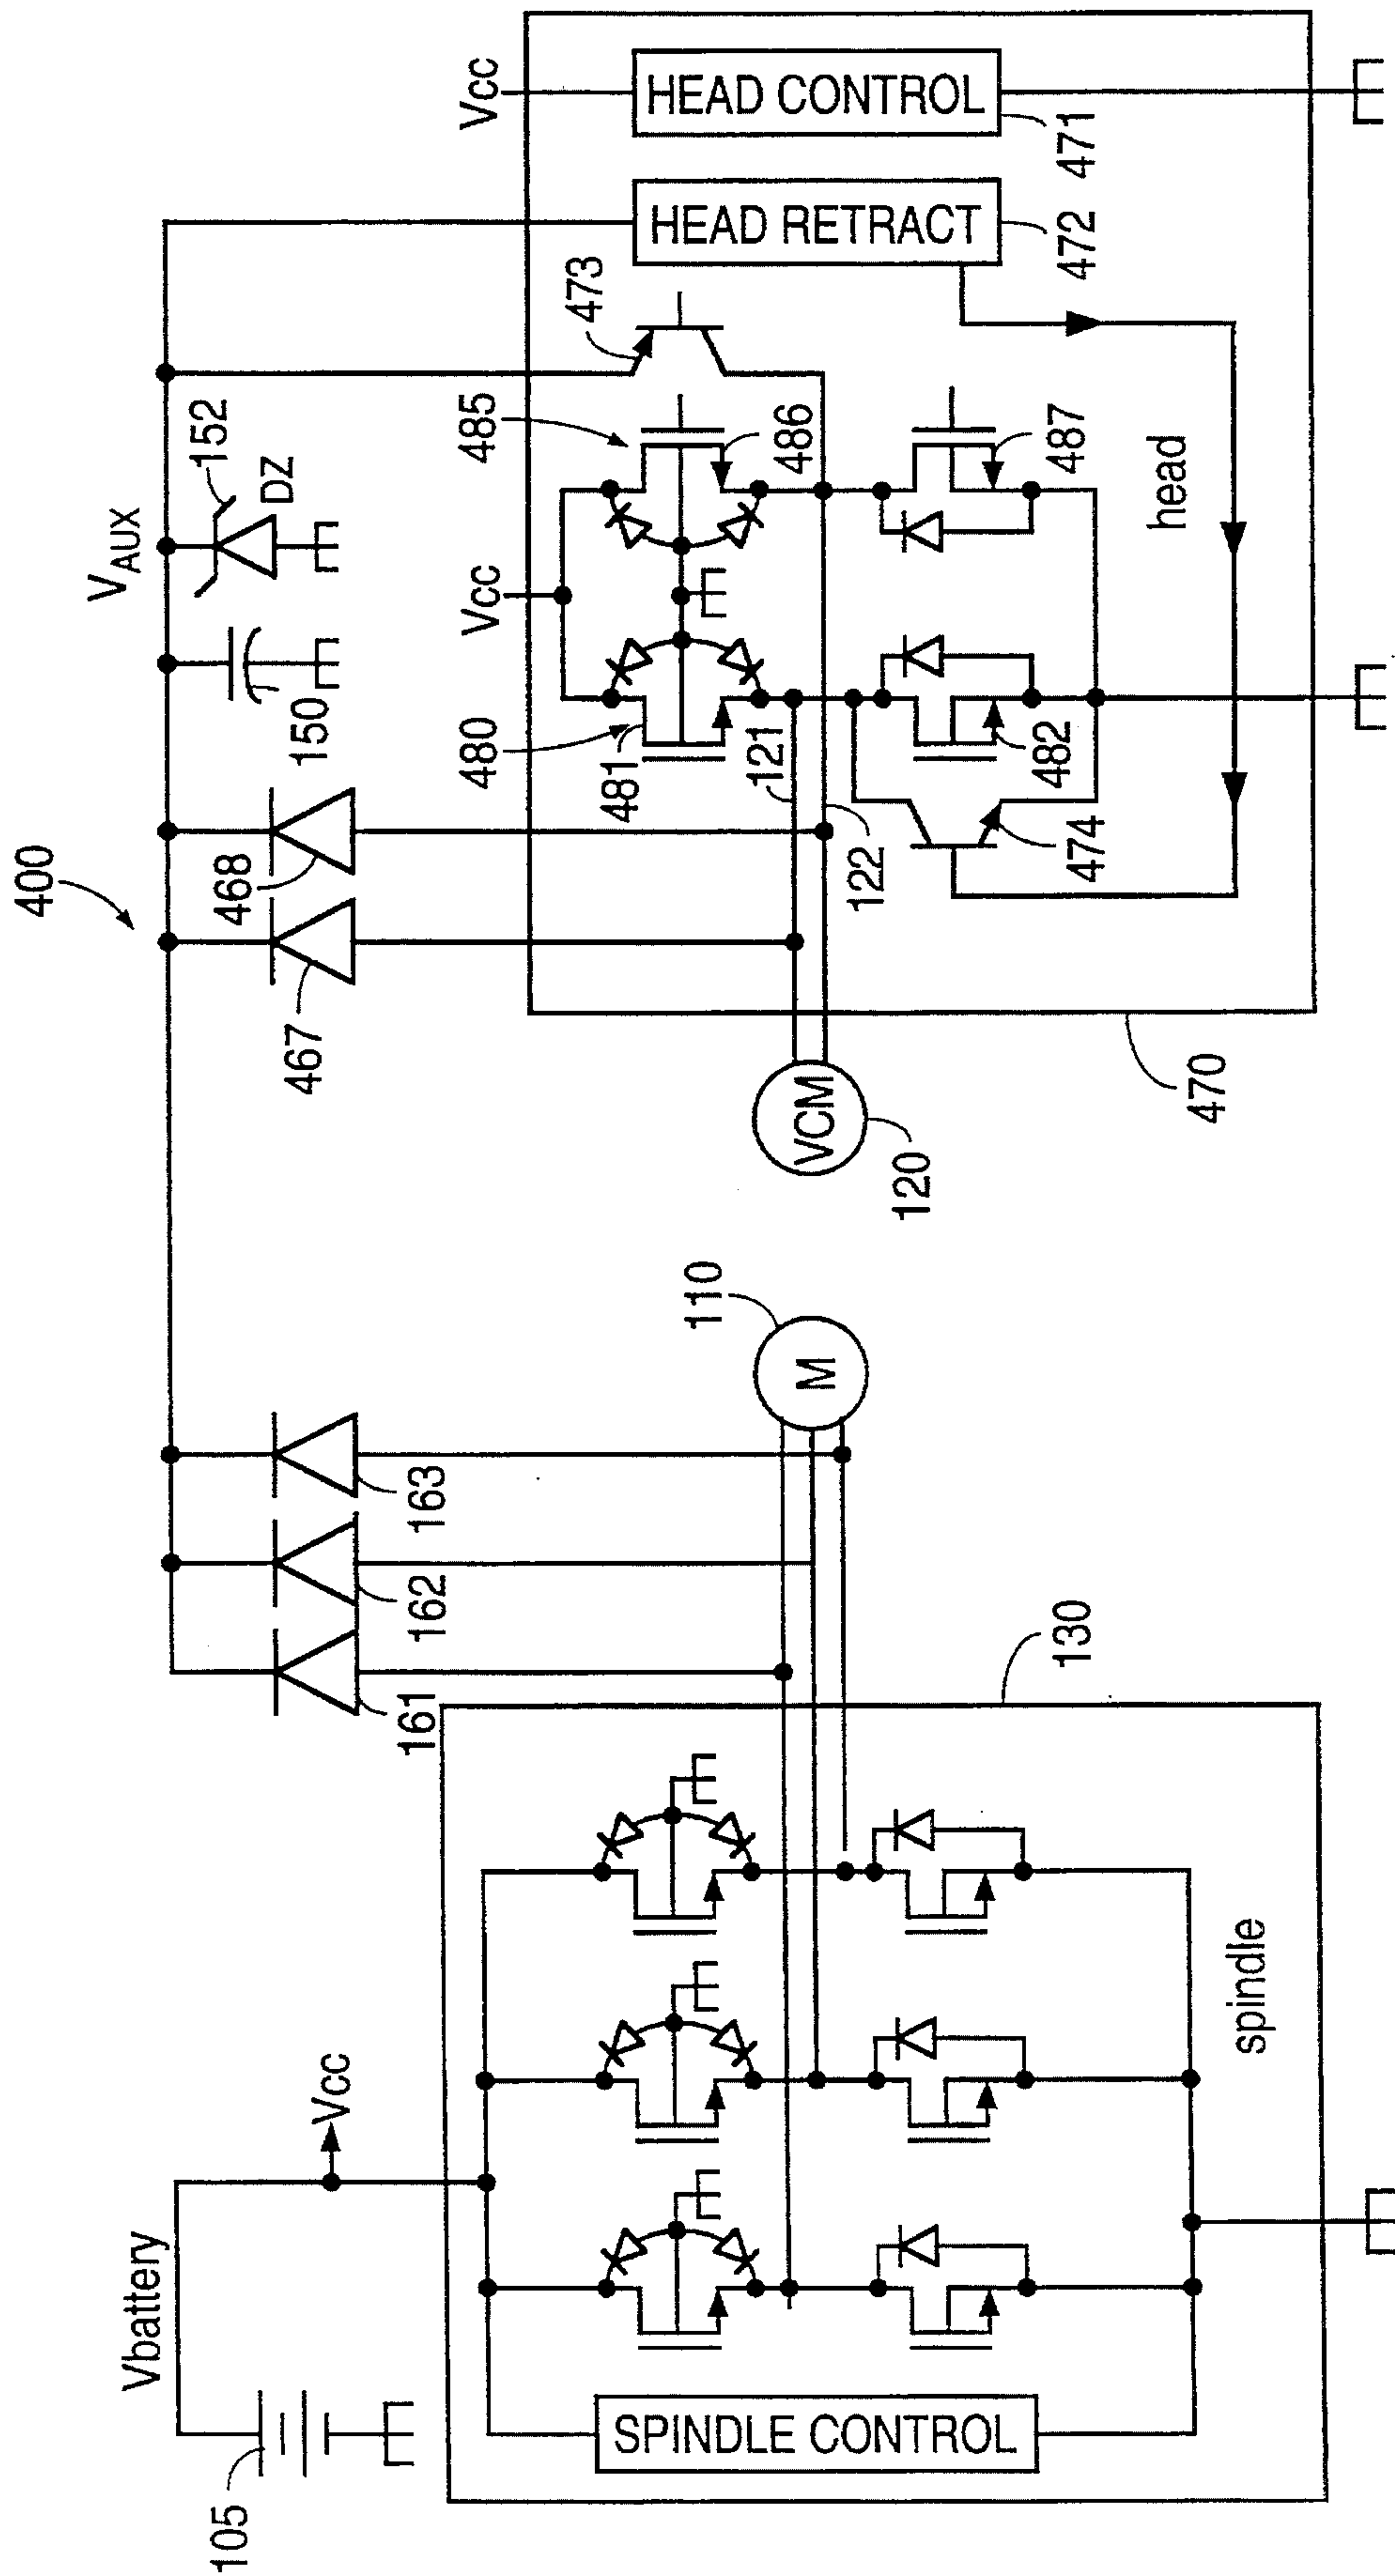 400
V AUX
152
DZ
150
468
467
Vcc
HEAD CONTROL
471
HEAD RETRACT
472
473
485
486
487
Vcc
480
481
482
474
121
122
head
470
VCM
120
110
M
163
162
161
130
Vbattery
Vcc
105
SPINDLE CONTROL
spindle